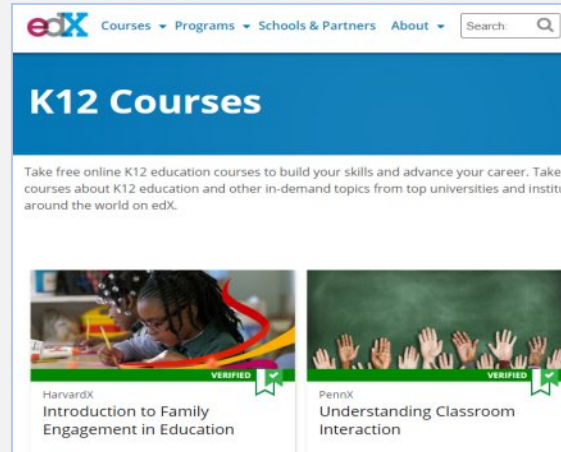 edX Courses Programs Schools & Partners About Search:
K12 Courses
Take free online K12 education courses to build your skills and advance your career. Take
courses about K12 education and other in-demand topics from top universities and institu
around the world on edX.
VERIFIED
HarvardX
Introduction to Family
Engagement in Education
VERIFIED
PennX
Understanding Classroom
Interaction